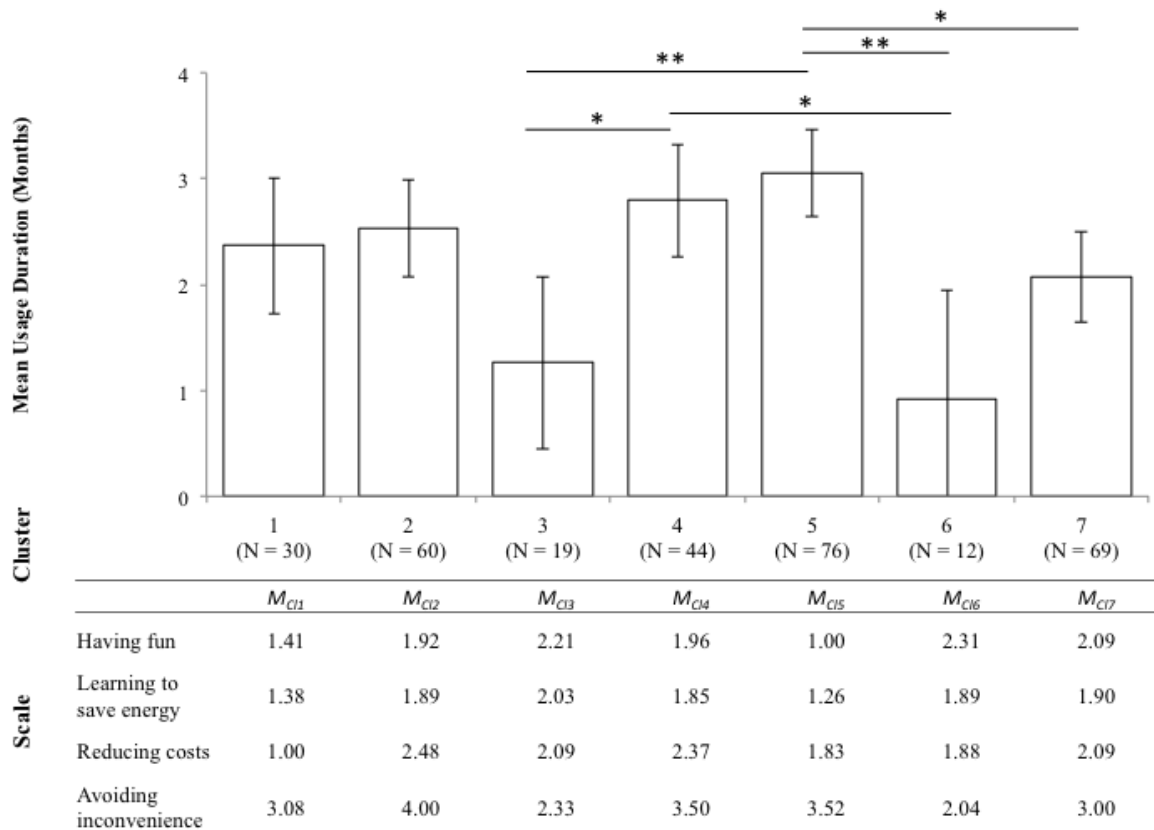 *
**
**
*
*
Mean Usage Duration (Months)
4
3
2
1
0
Cluster
1 2 3 4 5 6 7
(N = 30) (N = 60) (N = 19) (N = 44) (N = 76) (N = 12) (N = 69)
M_Cl1 M_Cl2 M_Cl3 M_Cl4 M_Cl5 M_Cl6 M_Cl7
Scale
Having fun 1.41 1.92 2.21 1.96 1.00 2.31 2.09
Learning to
save energy 1.38 1.89 2.03 1.85 1.26 1.89 1.90
Reducing costs 1.00 2.48 2.09 2.37 1.83 1.88 2.09
Avoiding
inconvenience 3.08 4.00 2.33 3.50 3.52 2.04 3.00